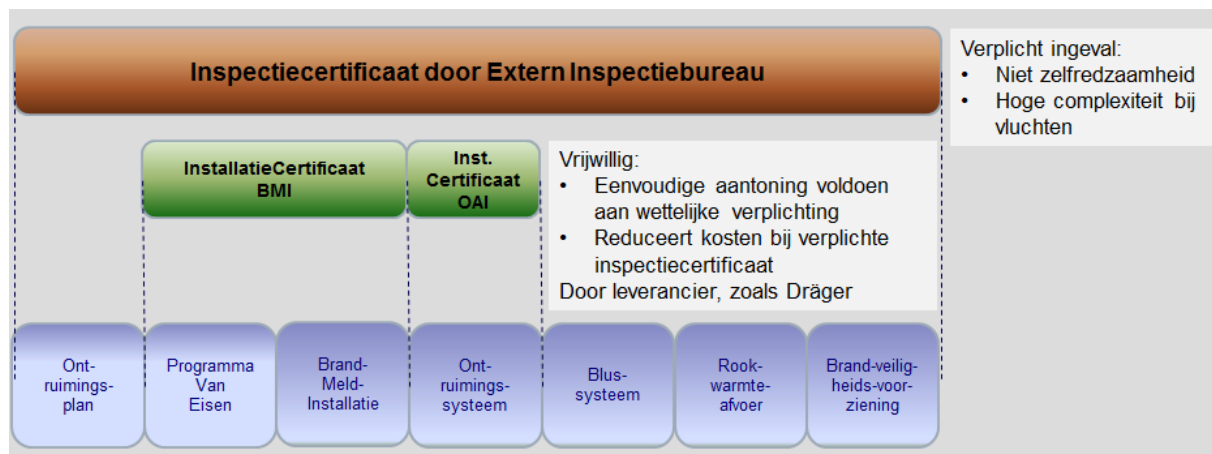 Inspectiecertificaat door Extern Inspectiebureau
Verplicht ingeval:
• Niet zelfredzaamheid
• Hoge complexiteit bij
vluchten
InstallatieCertificaat
BMI
Inst.
Certificaat
OAI
Vrijwillig:
• Eenvoudige aantoning voldoen
aan wettelijke verplichting
• Reduceert kosten bij verplichte
inspectiecertificaat
Door leverancier, zoals Dräger
Ont-
ruimings-
plan
Programma
Van
Eisen
Brand-
Meld-
Installatie
Ont-
ruimings-
systeem
Blus-
systeem
Rook-
warmte-
afvoer
Brand-veilig-
heids-voor-
ziening